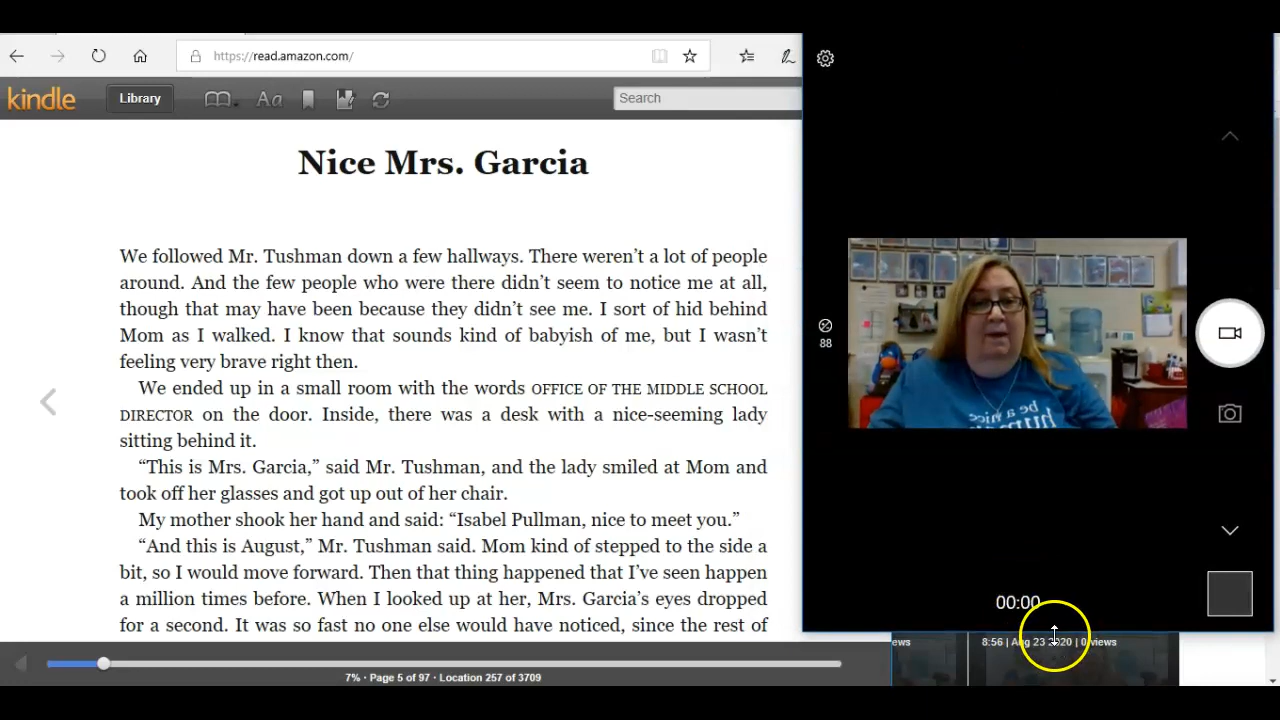 https://read.amazon.com/
kindle
Library
Aa
Search
Nice Mrs. Garcia
We followed Mr. Tushman down a few hallways. There weren’t a lot of people
around. And the few people who were there didn’t seem to notice me at all,
though that may have been because they didn’t see me. I sort of hid behind
Mom as I walked. I know that sounds kind of babyish of me, but I wasn’t
feeling very brave right then.
We ended up in a small room with the words OFFICE OF THE MIDDLE SCHOOL
DIRECTOR on the door. Inside, there was a desk with a nice-seeming lady
sitting behind it.
“This is Mrs. Garcia,” said Mr. Tushman, and the lady smiled at Mom and
took off her glasses and got up out of her chair.
My mother shook her hand and said: “Isabel Pullman, nice to meet you.”
“And this is August,” Mr. Tushman said. Mom kind of stepped to the side a
bit, so I would move forward. Then that thing happened that I’ve seen happen
a million times before. When I looked up at her, Mrs. Garcia’s eyes dropped
for a second. It was so fast no one else would have noticed, since the rest of
7% · Page 5 of 97 · Location 257 of 3709
88
be a nice
human
00:00
ews
8:56 | Aug 23 2020 | 0 views